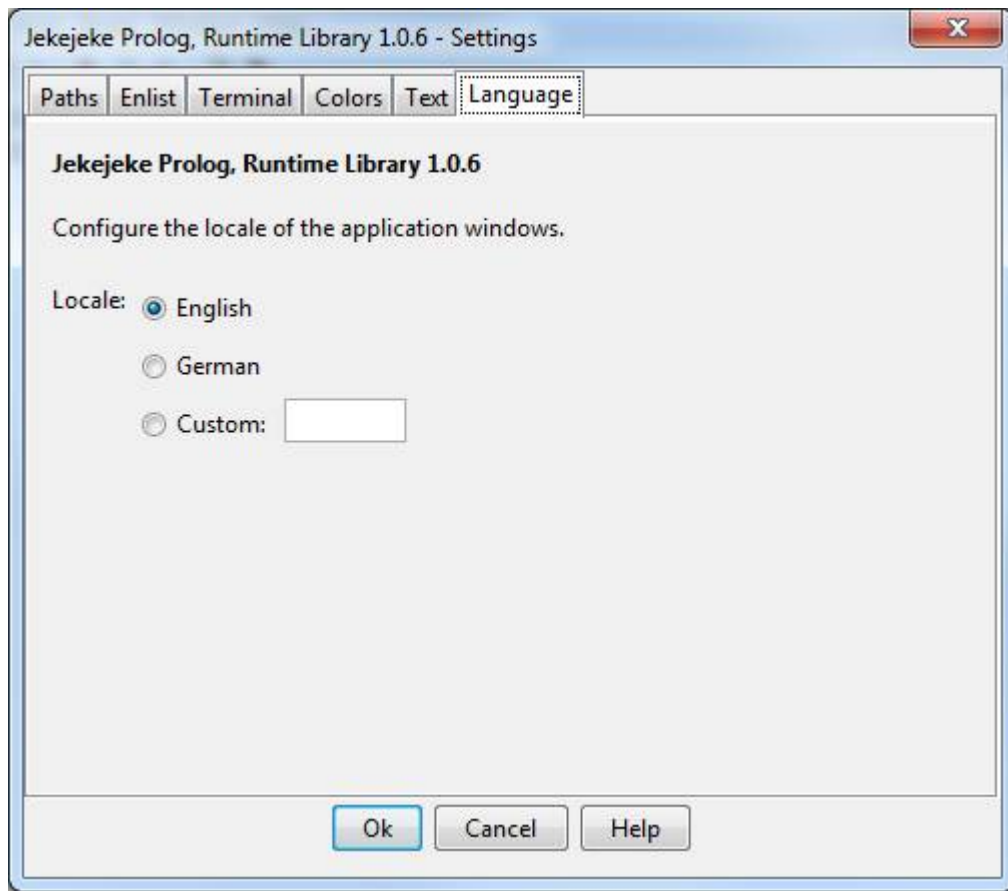 Jekejeke Prolog, Runtime Library 1.0.6 - Settings
Paths Enlist Terminal Colors Text Language
Jekejeke Prolog, Runtime Library 1.0.6
Configure the locale of the application windows.
Locale: English
German
Custom:
Ok Cancel Help